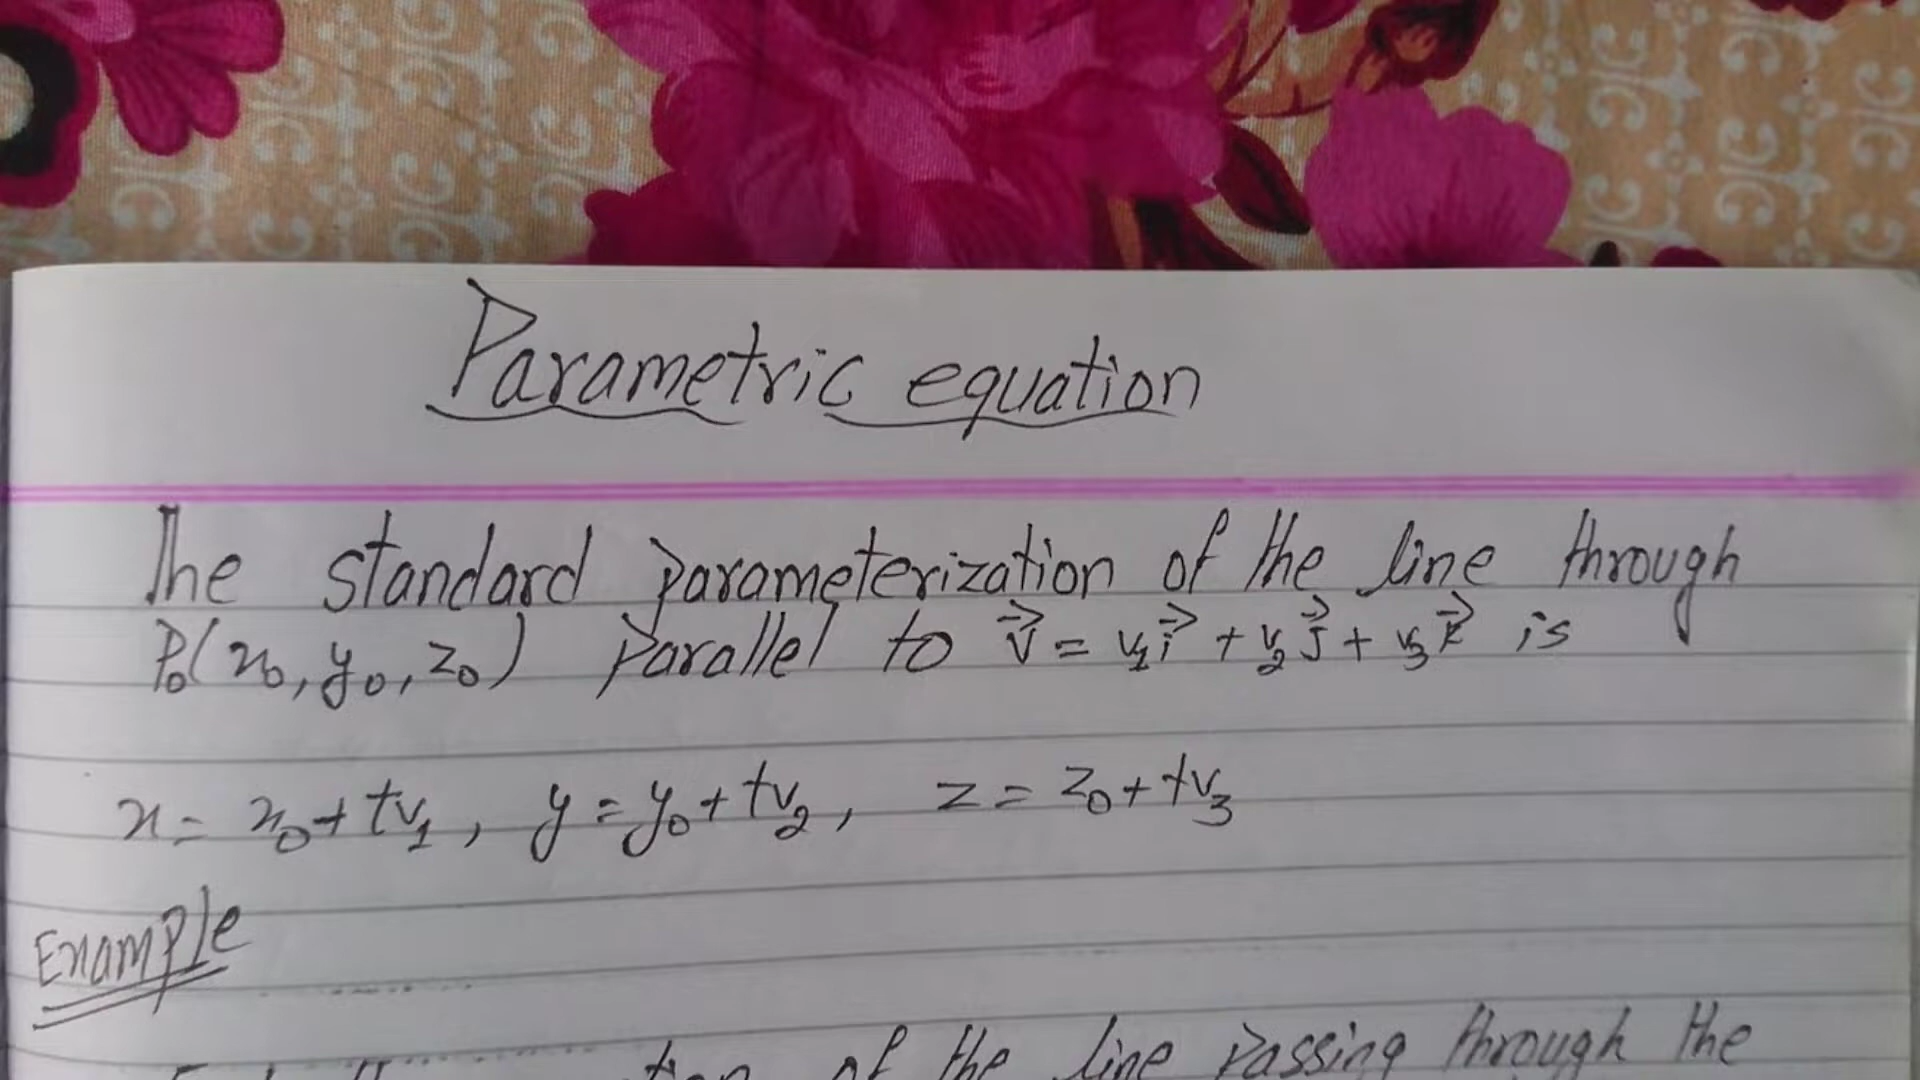 Parametric equation
The standard parameterization of the line through
P₀(x₀, y₀, z₀) parallel to v⃗ = v₁i⃗ + v₂j⃗ + v₃k⃗ is
x = x₀ + tv₁, y = y₀ + tv₂, z = z₀ + tv₃
Example
of the line passing through the